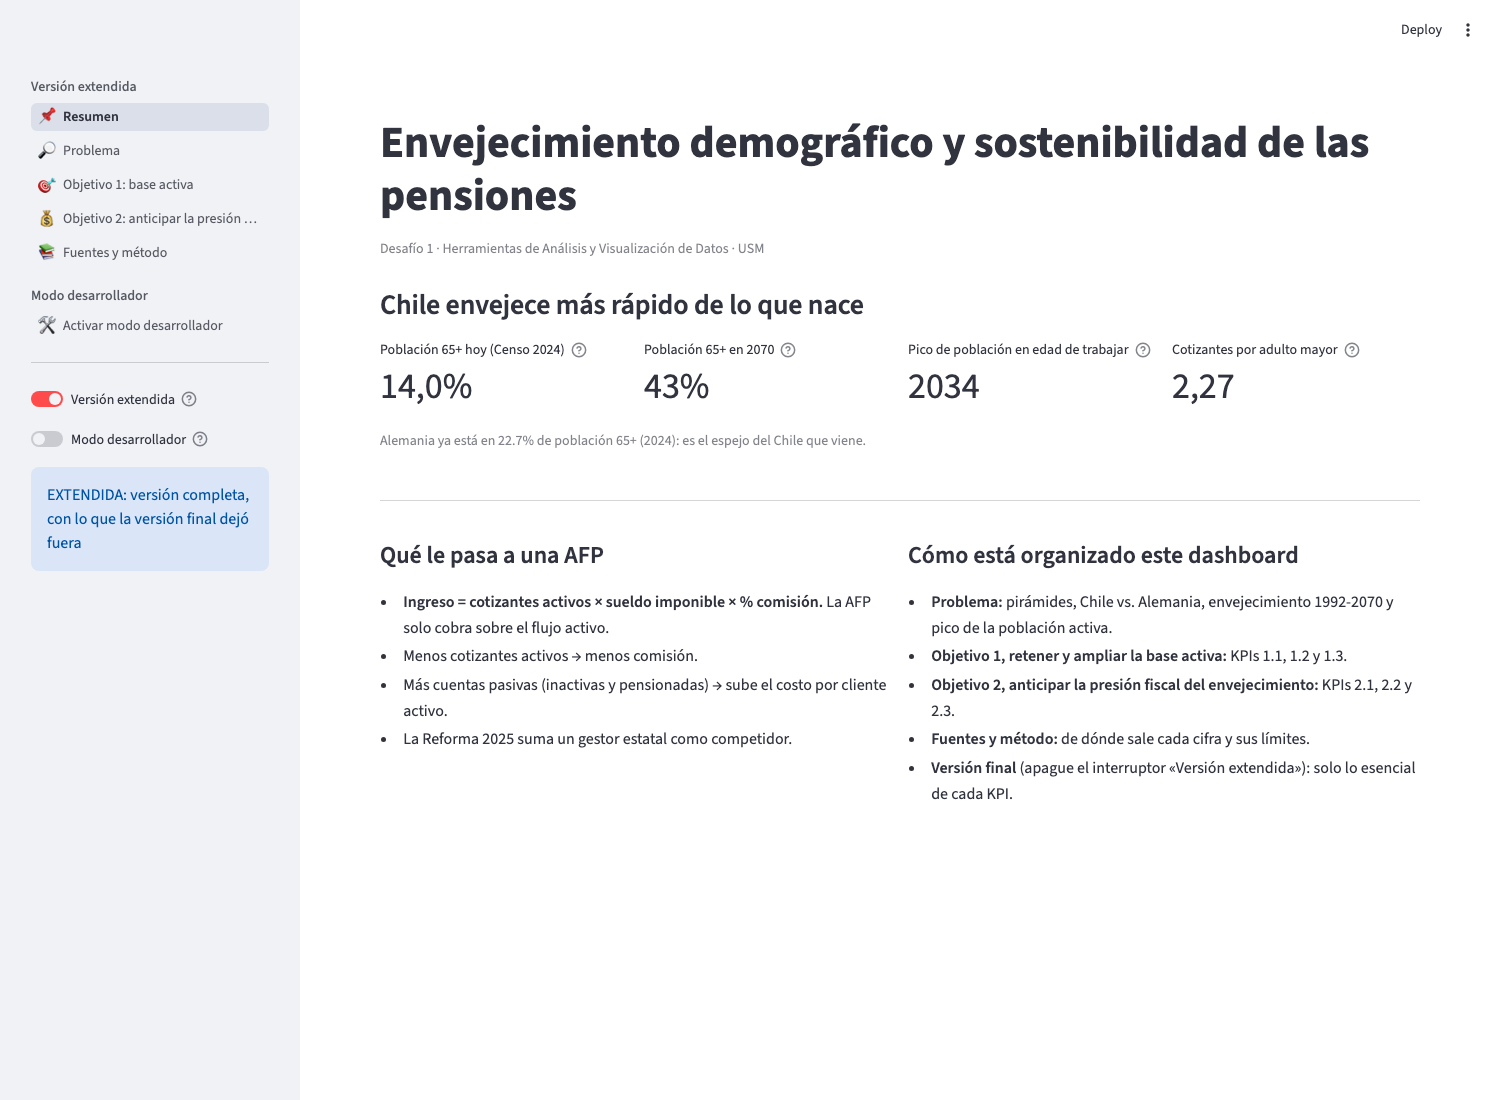 Deploy
Versión extendida
Resumen
Problema
Objetivo 1: base activa
Objetivo 2: anticipar la presión …
Fuentes y método
Modo desarrollador
Activar modo desarrollador
Versión extendida
Modo desarrollador
EXTENDIDA: versión completa,
con lo que la versión final dejó
fuera
Envejecimiento demográfico y sostenibilidad de las
pensiones
Desafío 1 · Herramientas de Análisis y Visualización de Datos · USM
Chile envejece más rápido de lo que nace
Población 65+ hoy (Censo 2024)
14,0%
Población 65+ en 2070
43%
Pico de población en edad de trabajar
2034
Cotizantes por adulto mayor
2,27
Alemania ya está en 22.7% de población 65+ (2024): es el espejo del Chile que viene.
Qué le pasa a una AFP
• Ingreso = cotizantes activos × sueldo imponible × % comisión. La AFP
solo cobra sobre el flujo activo.
• Menos cotizantes activos → menos comisión.
• Más cuentas pasivas (inactivas y pensionadas) → sube el costo por cliente
activo.
• La Reforma 2025 suma un gestor estatal como competidor.
Cómo está organizado este dashboard
• Problema: pirámides, Chile vs. Alemania, envejecimiento 1992-2070 y
pico de la población activa.
• Objetivo 1, retener y ampliar la base activa: KPIs 1.1, 1.2 y 1.3.
• Objetivo 2, anticipar la presión fiscal del envejecimiento: KPIs 2.1, 2.2 y
2.3.
• Fuentes y método: de dónde sale cada cifra y sus límites.
• Versión final (apague el interruptor «Versión extendida»): solo lo esencial
de cada KPI.